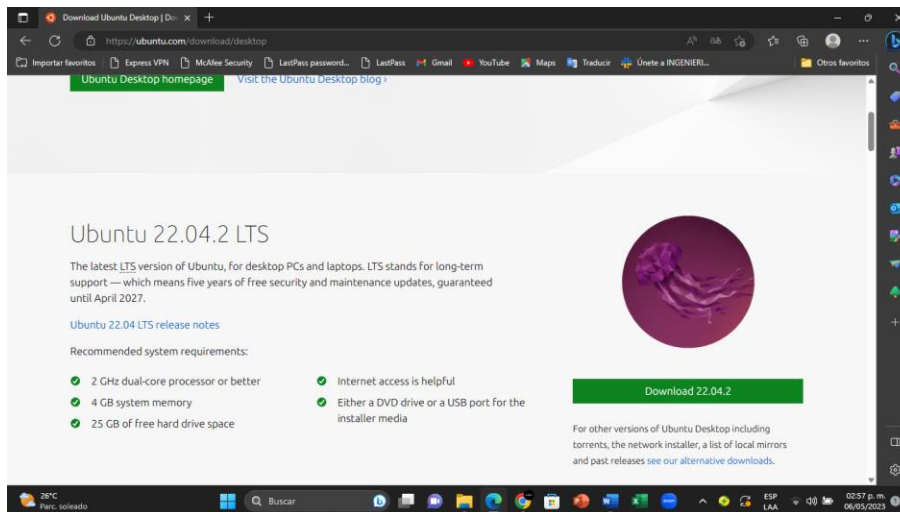 Download Ubuntu Desktop | Do
https://ubuntu.com/download/desktop
Importar favoritos Express VPN McAfee Security LastPass password... LastPass Gmail YouTube Maps Traducir Únete a INGENIERI... Otros favoritos
Ubuntu Desktop homepage Visit the Ubuntu Desktop blog ›
Ubuntu 22.04.2 LTS
The latest LTS version of Ubuntu, for desktop PCs and laptops. LTS stands for long-term
support — which means five years of free security and maintenance updates, guaranteed
until April 2027.
Ubuntu 22.04 LTS release notes
Recommended system requirements:
2 GHz dual-core processor or better
4 GB system memory
25 GB of free hard drive space
Internet access is helpful
Either a DVD drive or a USB port for the
installer media
Download 22.04.2
For other versions of Ubuntu Desktop including
torrents, the network installer, a list of local mirrors
and past releases see our alternative downloads.
26°C
Parc. soleado
Buscar
ESP
LAA
02:57 p. m.
06/05/2023